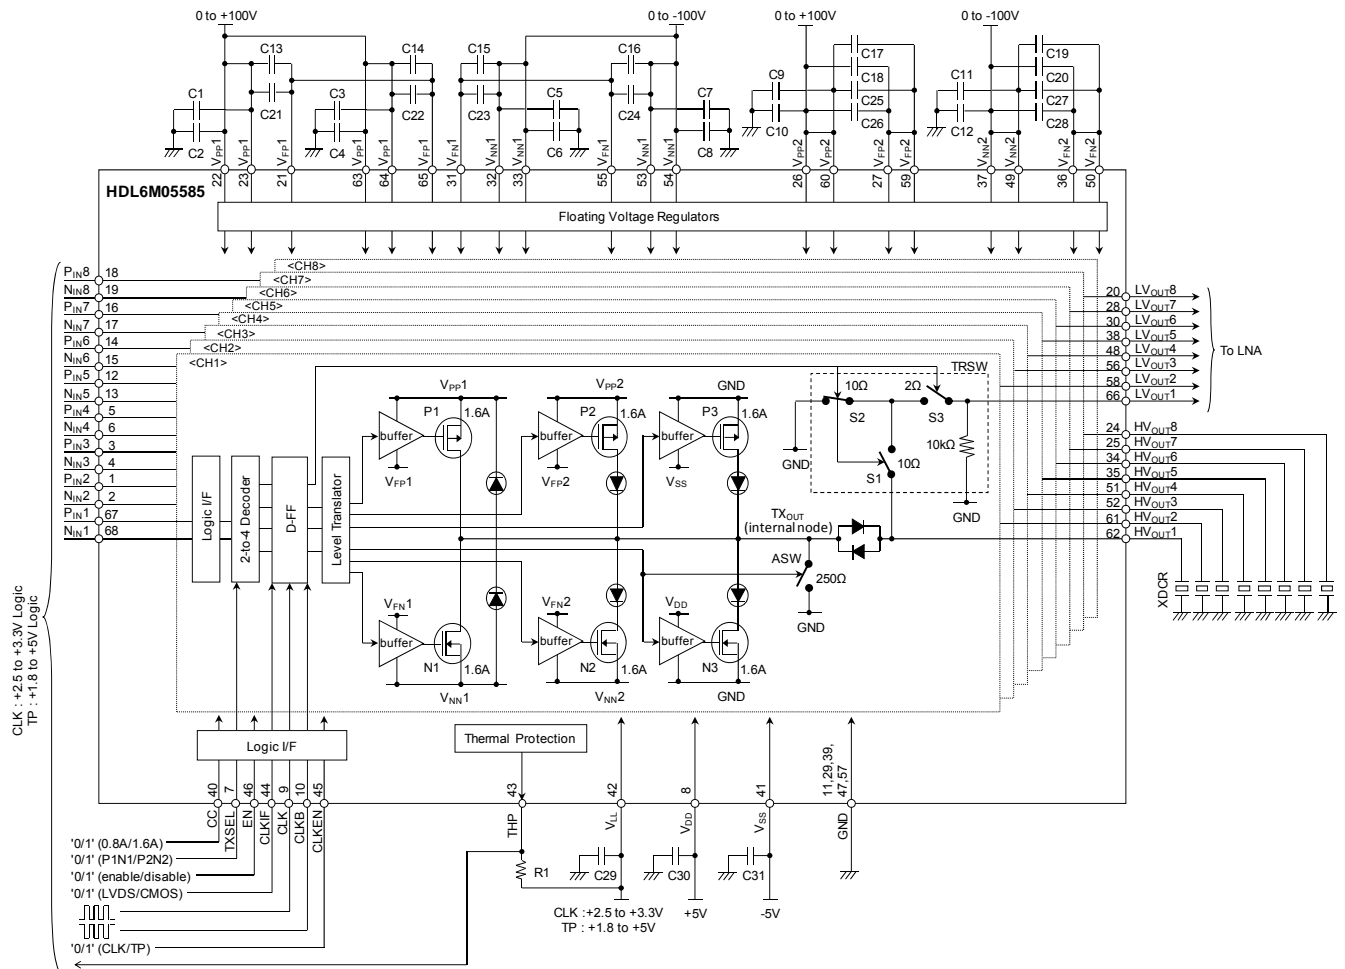 0 to +100V
0 to -100V
0 to +100V
0 to -100V
C13
C14
C15
C16
C17
C19
C18
C20
C1
C21
C3
C22
C23
C5
C24
C7
C9
C25
C11
C27
C2
C4
C6
C8
C10
C26
C12
C28
VPP1
VPP1
VFP1
VPP1
VPP1
VFP1
VFN1
VNN1
VNN1
VFN1
VNN1
VNN1
VPP2
VPP2
VFP2
VFP2
VNN2
VNN2
VFN2
VFN2
22
23
21
63
64
65
31
32
33
55
53
54
26
60
27
59
37
49
36
50
HDL6M05585
Floating Voltage Regulators
<CH8>
<CH7>
<CH6>
<CH5>
<CH4>
<CH3>
<CH2>
<CH1>
PIN8 18
NIN8 19
PIN7 16
NIN7 17
PIN6 14
NIN6 15
PIN5 12
NIN5 13
PIN4 5
NIN4 6
PIN3 3
NIN3 4
PIN2 1
NIN2 2
PIN1 67
NIN1 68
20 LVOUT8
28 LVOUT7
30 LVOUT6
38 LVOUT5
48 LVOUT4
56 LVOUT3
58 LVOUT2
66 LVOUT1
To LNA
24 HVOUT8
25 HVOUT7
34 HVOUT6
35 HVOUT5
51 HVOUT4
52 HVOUT3
61 HVOUT2
62 HVOUT1
XDCR
Logic I/F
2-to-4 Decoder
D-FF
Level Translator
VPP1
P1
1.6A
buffer
VFP1
VPP2
P2
1.6A
buffer
VFP2
GND
P3
1.6A
buffer
VSS
TRSW
10Ω
S2
2Ω
S3
10kΩ
GND
10Ω
S1
GND
TXOUT
(internal node)
ASW
250Ω
GND
VFN1
buffer
N1
1.6A
VNN1
VFN2
buffer
N2
1.6A
VNN2
VDD
buffer
N3
1.6A
GND
CLK : +2.5 to +3.3V Logic
TP : +1.8 to +5V Logic
Logic I/F
Thermal Protection
40
7
46
44
9
10
45
43
42
8
41
11,29,39,
47,57
CC
TXSEL
EN
CLKIF
CLK
CLKB
CLKEN
THP
VLL
VDD
VSS
GND
'0/1' (0.8A/1.6A)
'0/1' (P1N1/P2N2)
'0/1' (enable/disable)
'0/1' (LVDS/CMOS)
'0/1' (CLK/TP)
R1
C29
C30
C31
CLK :+2.5 to +3.3V
TP : +1.8 to +5V
+5V
-5V